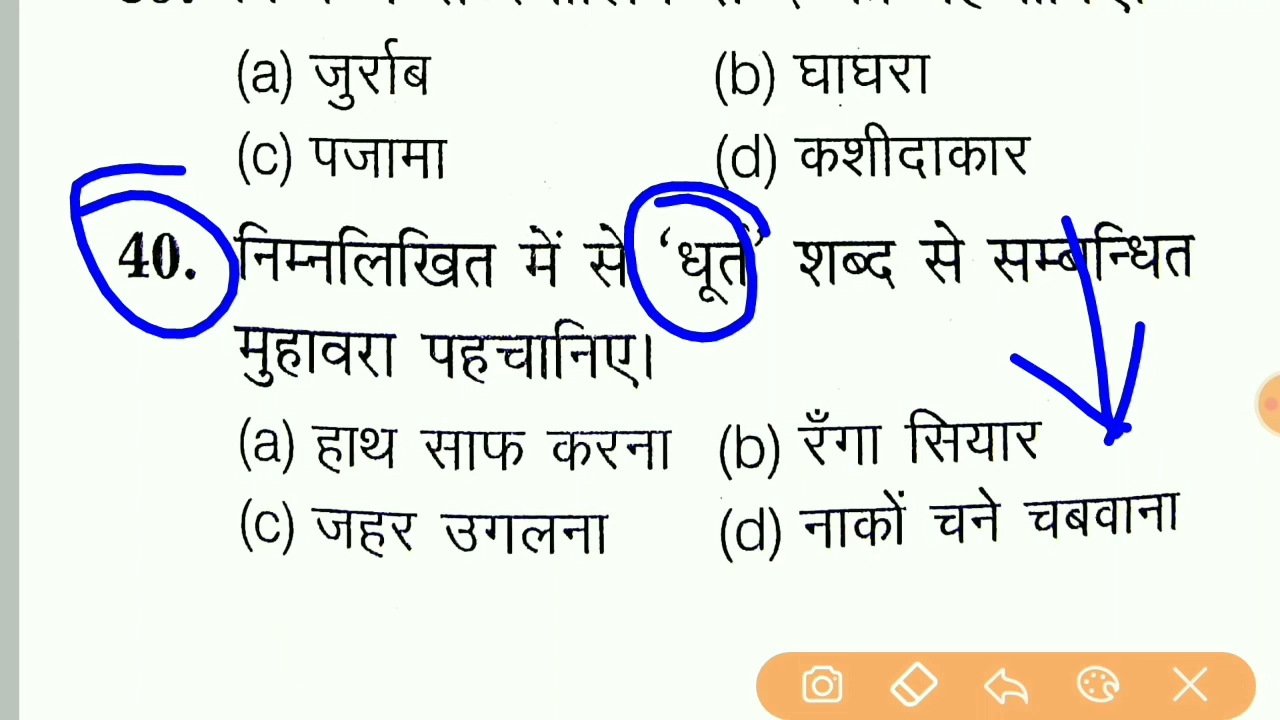 (a) जुर्राब (b) घाघरा
(c) पजामा (d) कशीदाकार
40. निम्नलिखित में से ‘धूर्त’ शब्द से सम्बन्धित
मुहावरा पहचानिए।
(a) हाथ साफ करना (b) रँगा सियार
(c) जहर उगलना (d) नाकों चने चबवाना